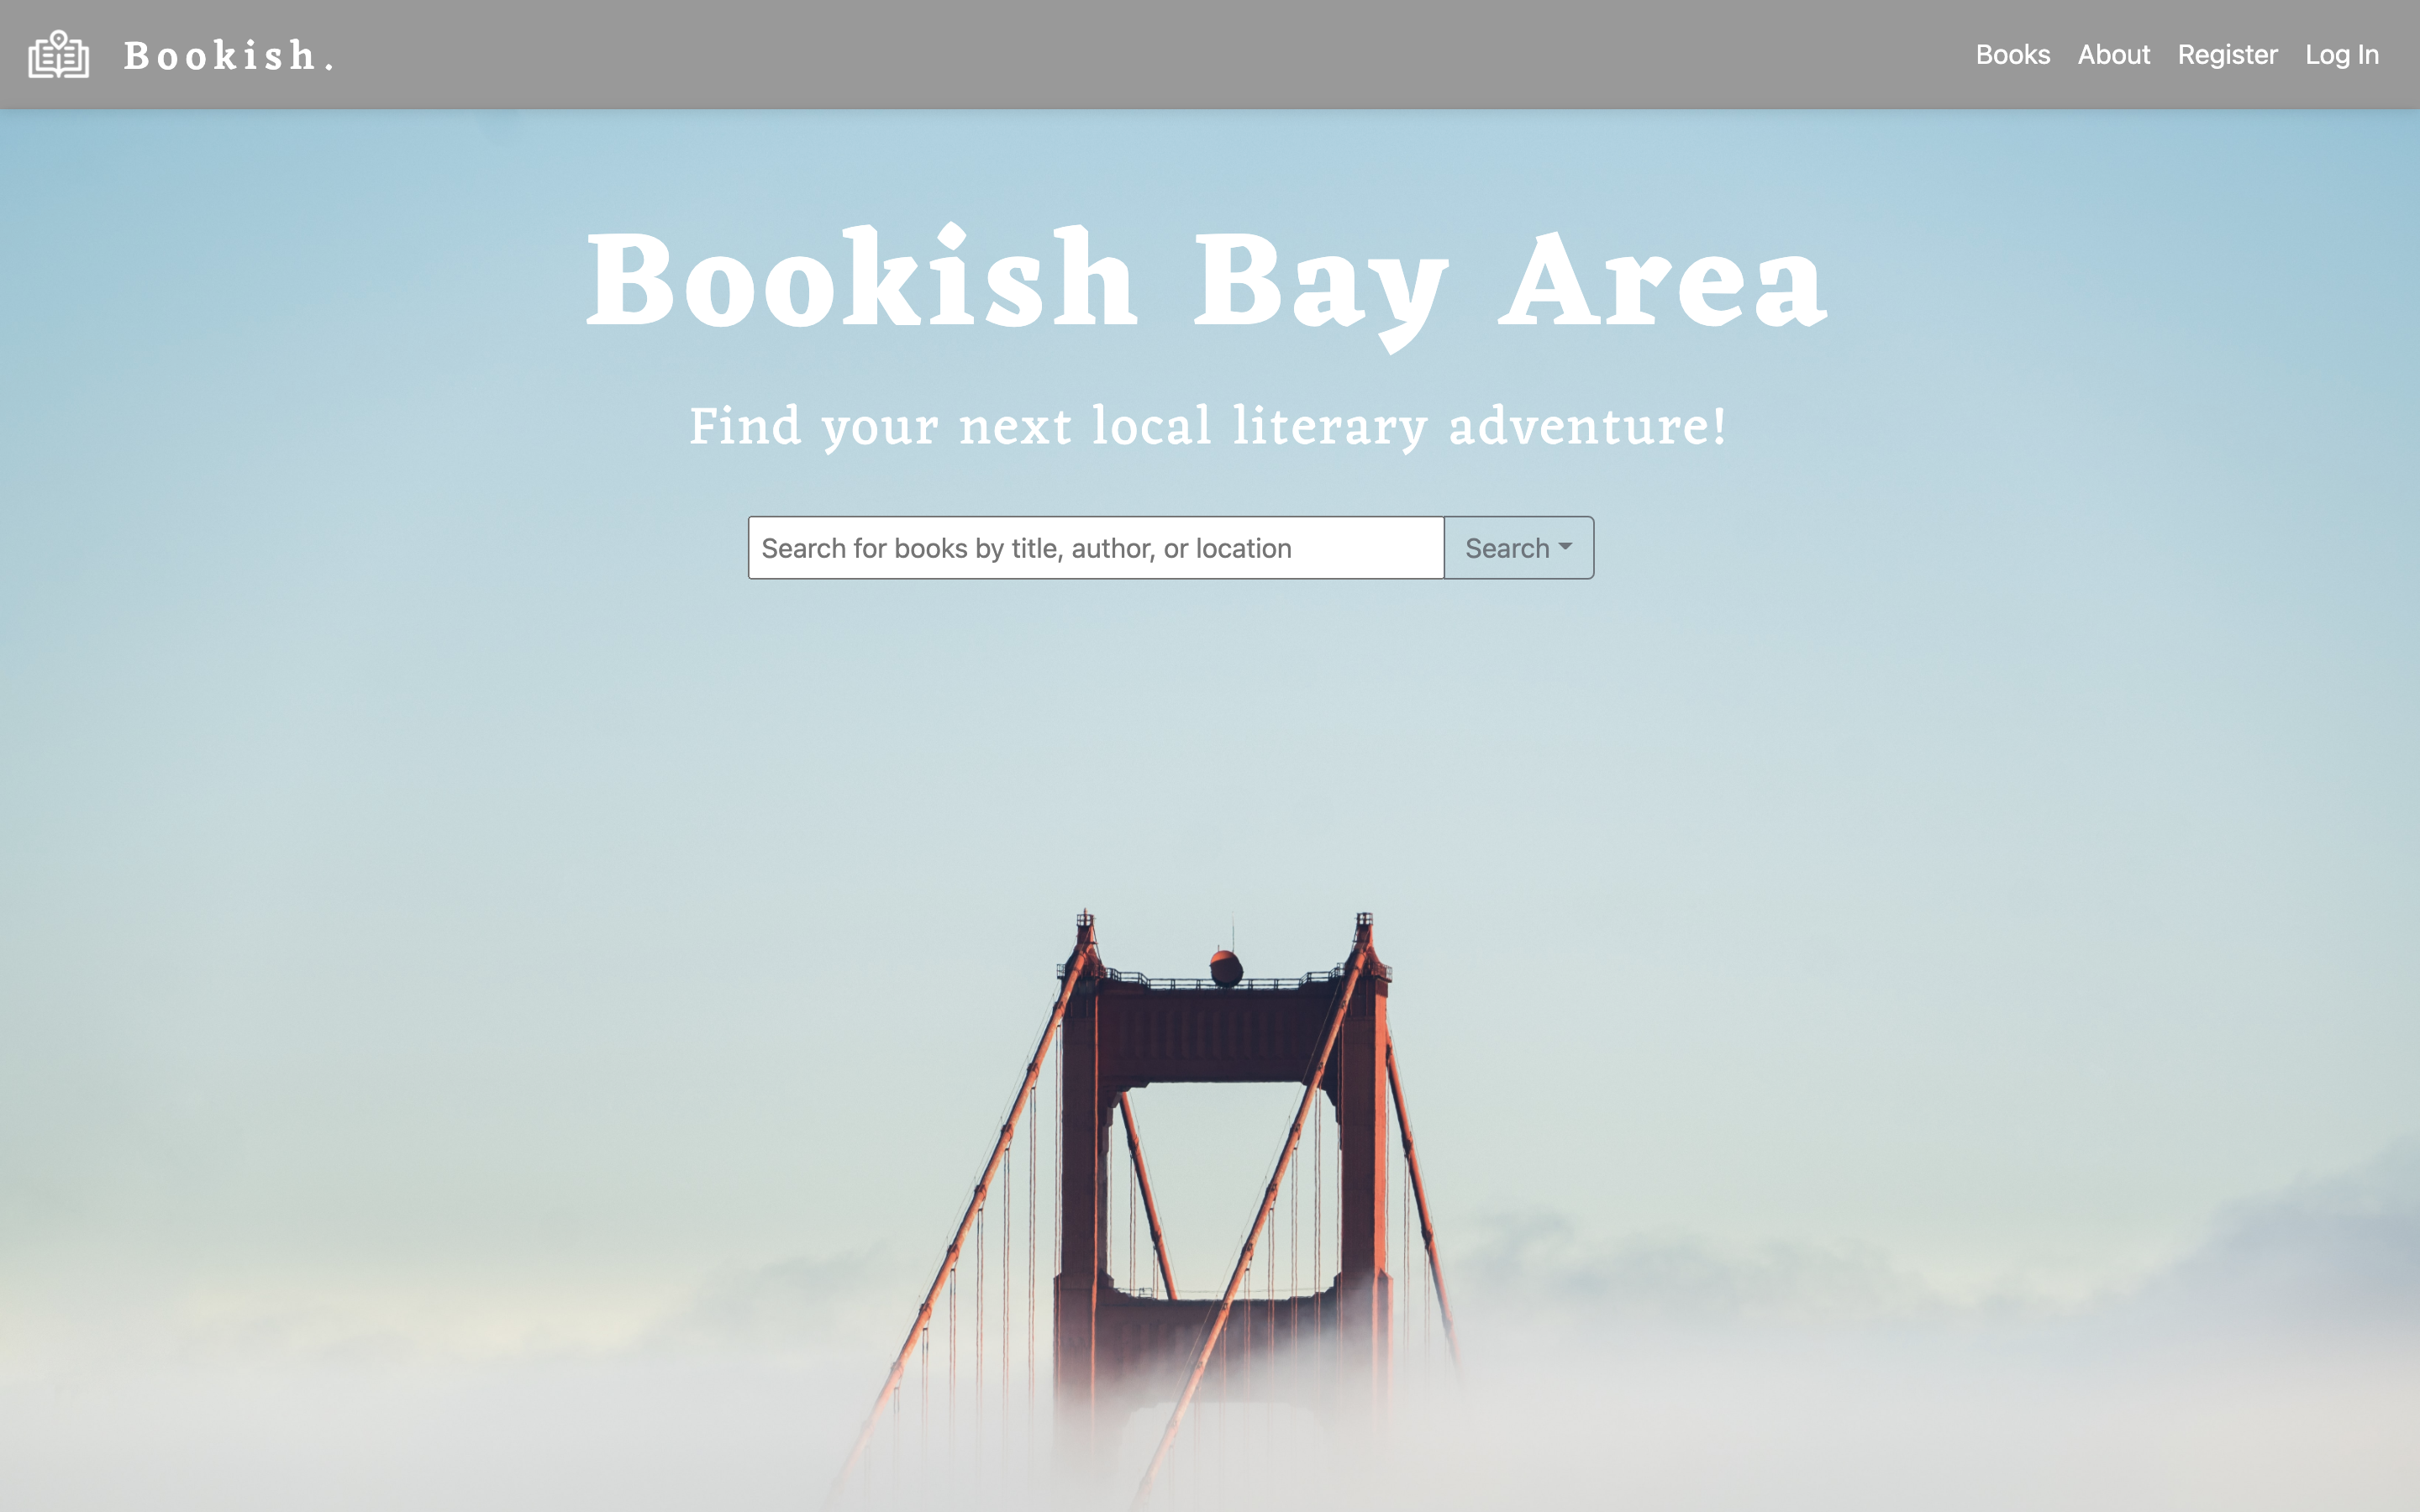 Bookish.
Books About Register Log In
Bookish Bay Area
Find your next local literary adventure!
Search for books by title, author, or location
Search